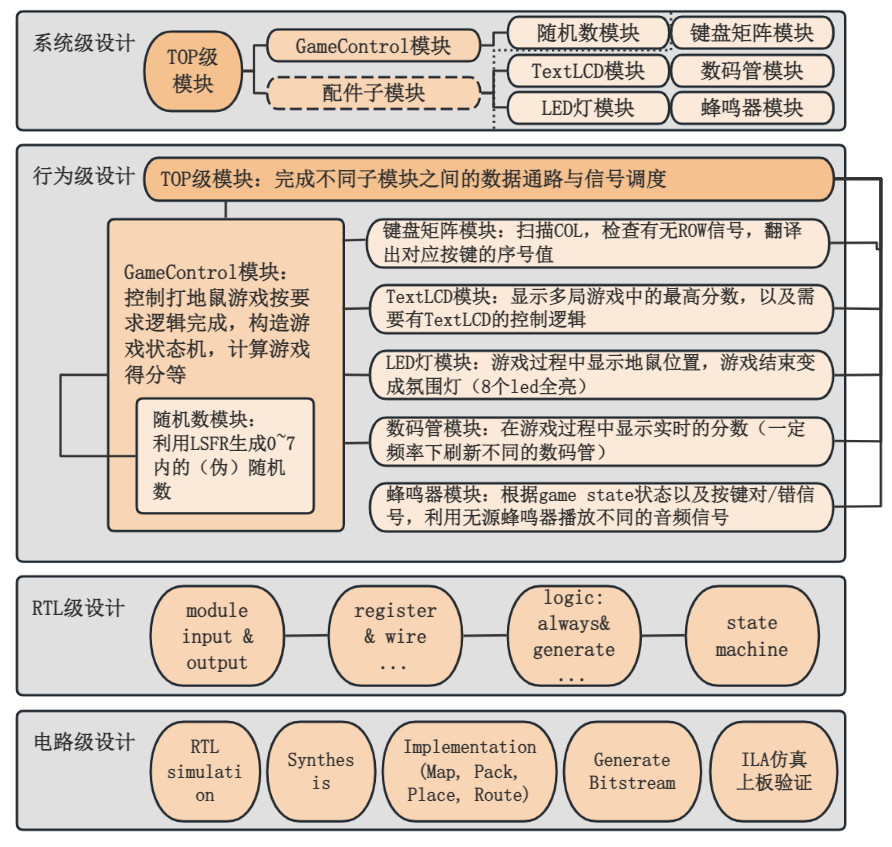 系统级设计
TOP级
模块
GameControl模块
配件子模块
随机数模块
键盘矩阵模块
TextLCD模块
数码管模块
LED灯模块
蜂鸣器模块
行为级设计
TOP级模块：完成不同子模块之间的数据通路与信号调度
GameControl模块：
控制打地鼠游戏按要
求逻辑完成，构造游
戏状态机，计算游戏
得分等
随机数模块：
利用LSFR生成0~7
内的（伪）随机
数
键盘矩阵模块：扫描COL，检查有无ROW信号，翻译
出对应按键的序号值
TextLCD模块：显示多局游戏中的最高分数，以及需
要有TextLCD的控制逻辑
LED灯模块：游戏过程中显示地鼠位置，游戏结束变
成氛围灯（8个led全亮）
数码管模块：在游戏过程中显示实时的分数（一定
频率下刷新不同的数码管）
蜂鸣器模块：根据game state状态以及按键对/错信
号，利用无源蜂鸣器播放不同的音频信号
RTL级设计
module
input &
output
register
& wire
...
logic:
always&
generate
...
state
machine
电路级设计
RTL
simulati
on
Synthes
is
Implementation
(Map, Pack,
Place, Route)
Generate
Bitstream
ILA仿真
上板验证